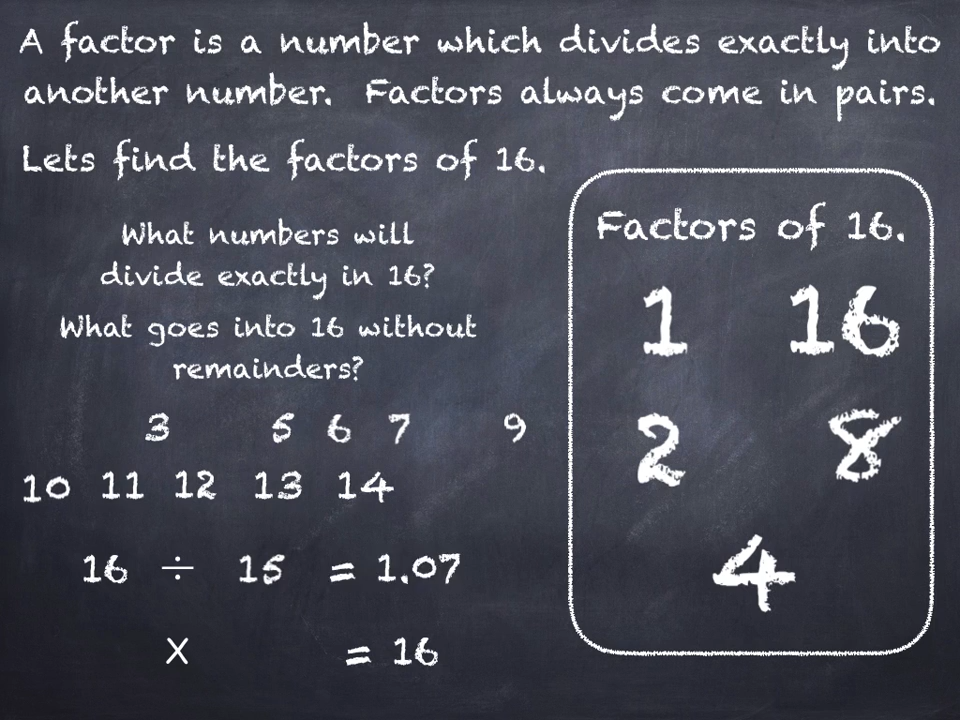 A factor is a number which divides exactly into
another number. Factors always come in pairs.
Lets find the factors of 16.
What numbers will
divide exactly in 16?
What goes into 16 without
remainders?
3 5 6 7 9
10 11 12 13 14
16 ÷ 15 = 1.07
x = 16
Factors of 16.
1 16
2 8
4